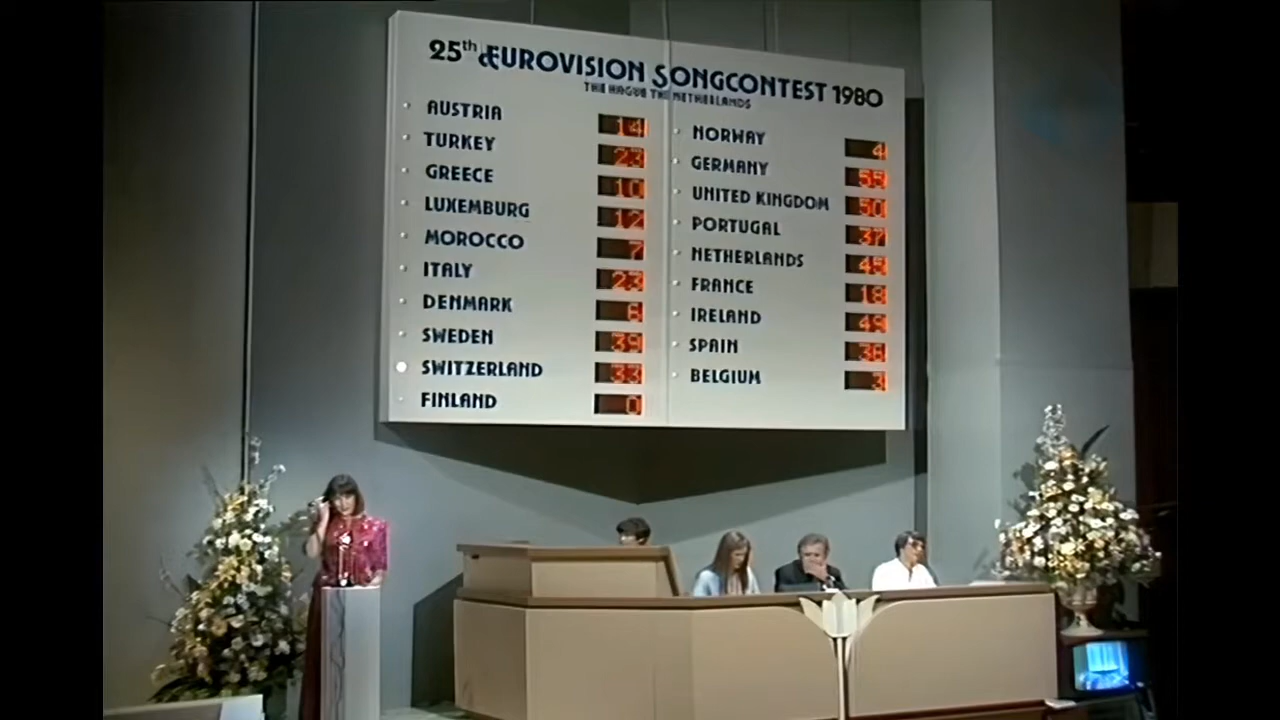 25th EUROVISION SONGCONTEST 1980
THE HAGUE THE NETHERLANDS
AUSTRIA 14
TURKEY 23
GREECE 10
LUXEMBURG 12
MOROCCO 7
ITALY 23
DENMARK 6
SWEDEN 39
SWITZERLAND 33
FINLAND 0
NORWAY 4
GERMANY 55
UNITED KINGDOM 50
PORTUGAL 37
NETHERLANDS 45
FRANCE 18
IRELAND 49
SPAIN 38
BELGIUM 3